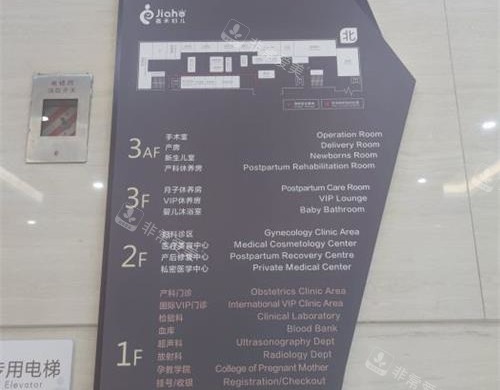 Jiahe
嘉禾妇儿
北
3AF
手术室 Operation Room
产房 Delivery Room
新生儿室 Newborns Room
产科休养房 Postpartum Rehabilitation Room
3F
月子休养房 Postpartum Care Room
VIP休养房 VIP Lounge
婴儿沐浴室 Baby Bathroom
2F
妇科诊区 Gynecology Clinic Area
医疗美容中心 Medical Cosmetology Center
产后修复中心 Postpartum Recovery Centre
私密医学中心 Private Medical Center
1F
产科门诊 Obstetrics Clinic Area
国际VIP门诊 International VIP Clinic Area
检验科 Clinical Laboratory
血库 Blood Bank
超声科 Ultrasonography Dept
放射科 Radiology Dept
孕教学院 College of Pregnant Mother
挂号/收银 Registration/Checkout
专用电梯
Elevator